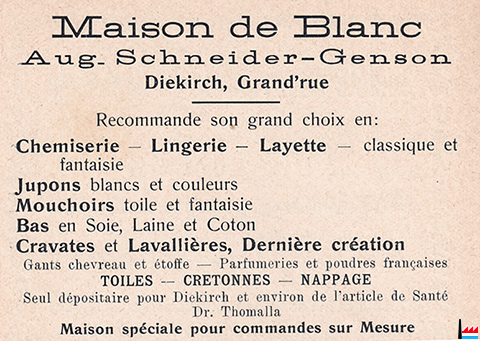 Maison de Blanc
Aug. Schneider-Genson
Diekirch, Grand'rue
Recommande son grand choix en:
Chemiserie — Lingerie — Layette — classique et
fantaisie
Jupons blancs et couleurs
Mouchoirs toile et fantaisie
Bas en Soie, Laine et Coton
Cravates et Lavallières, Dernière création
Gants chevreau et étoffe — Parfumeries et poudres françaises
TOILES — CRETONNES — NAPPAGE
Seul dépositaire pour Diekirch et environ de l'article de Santé
Dr. Thomalla
Maison spéciale pour commandes sur Mesure